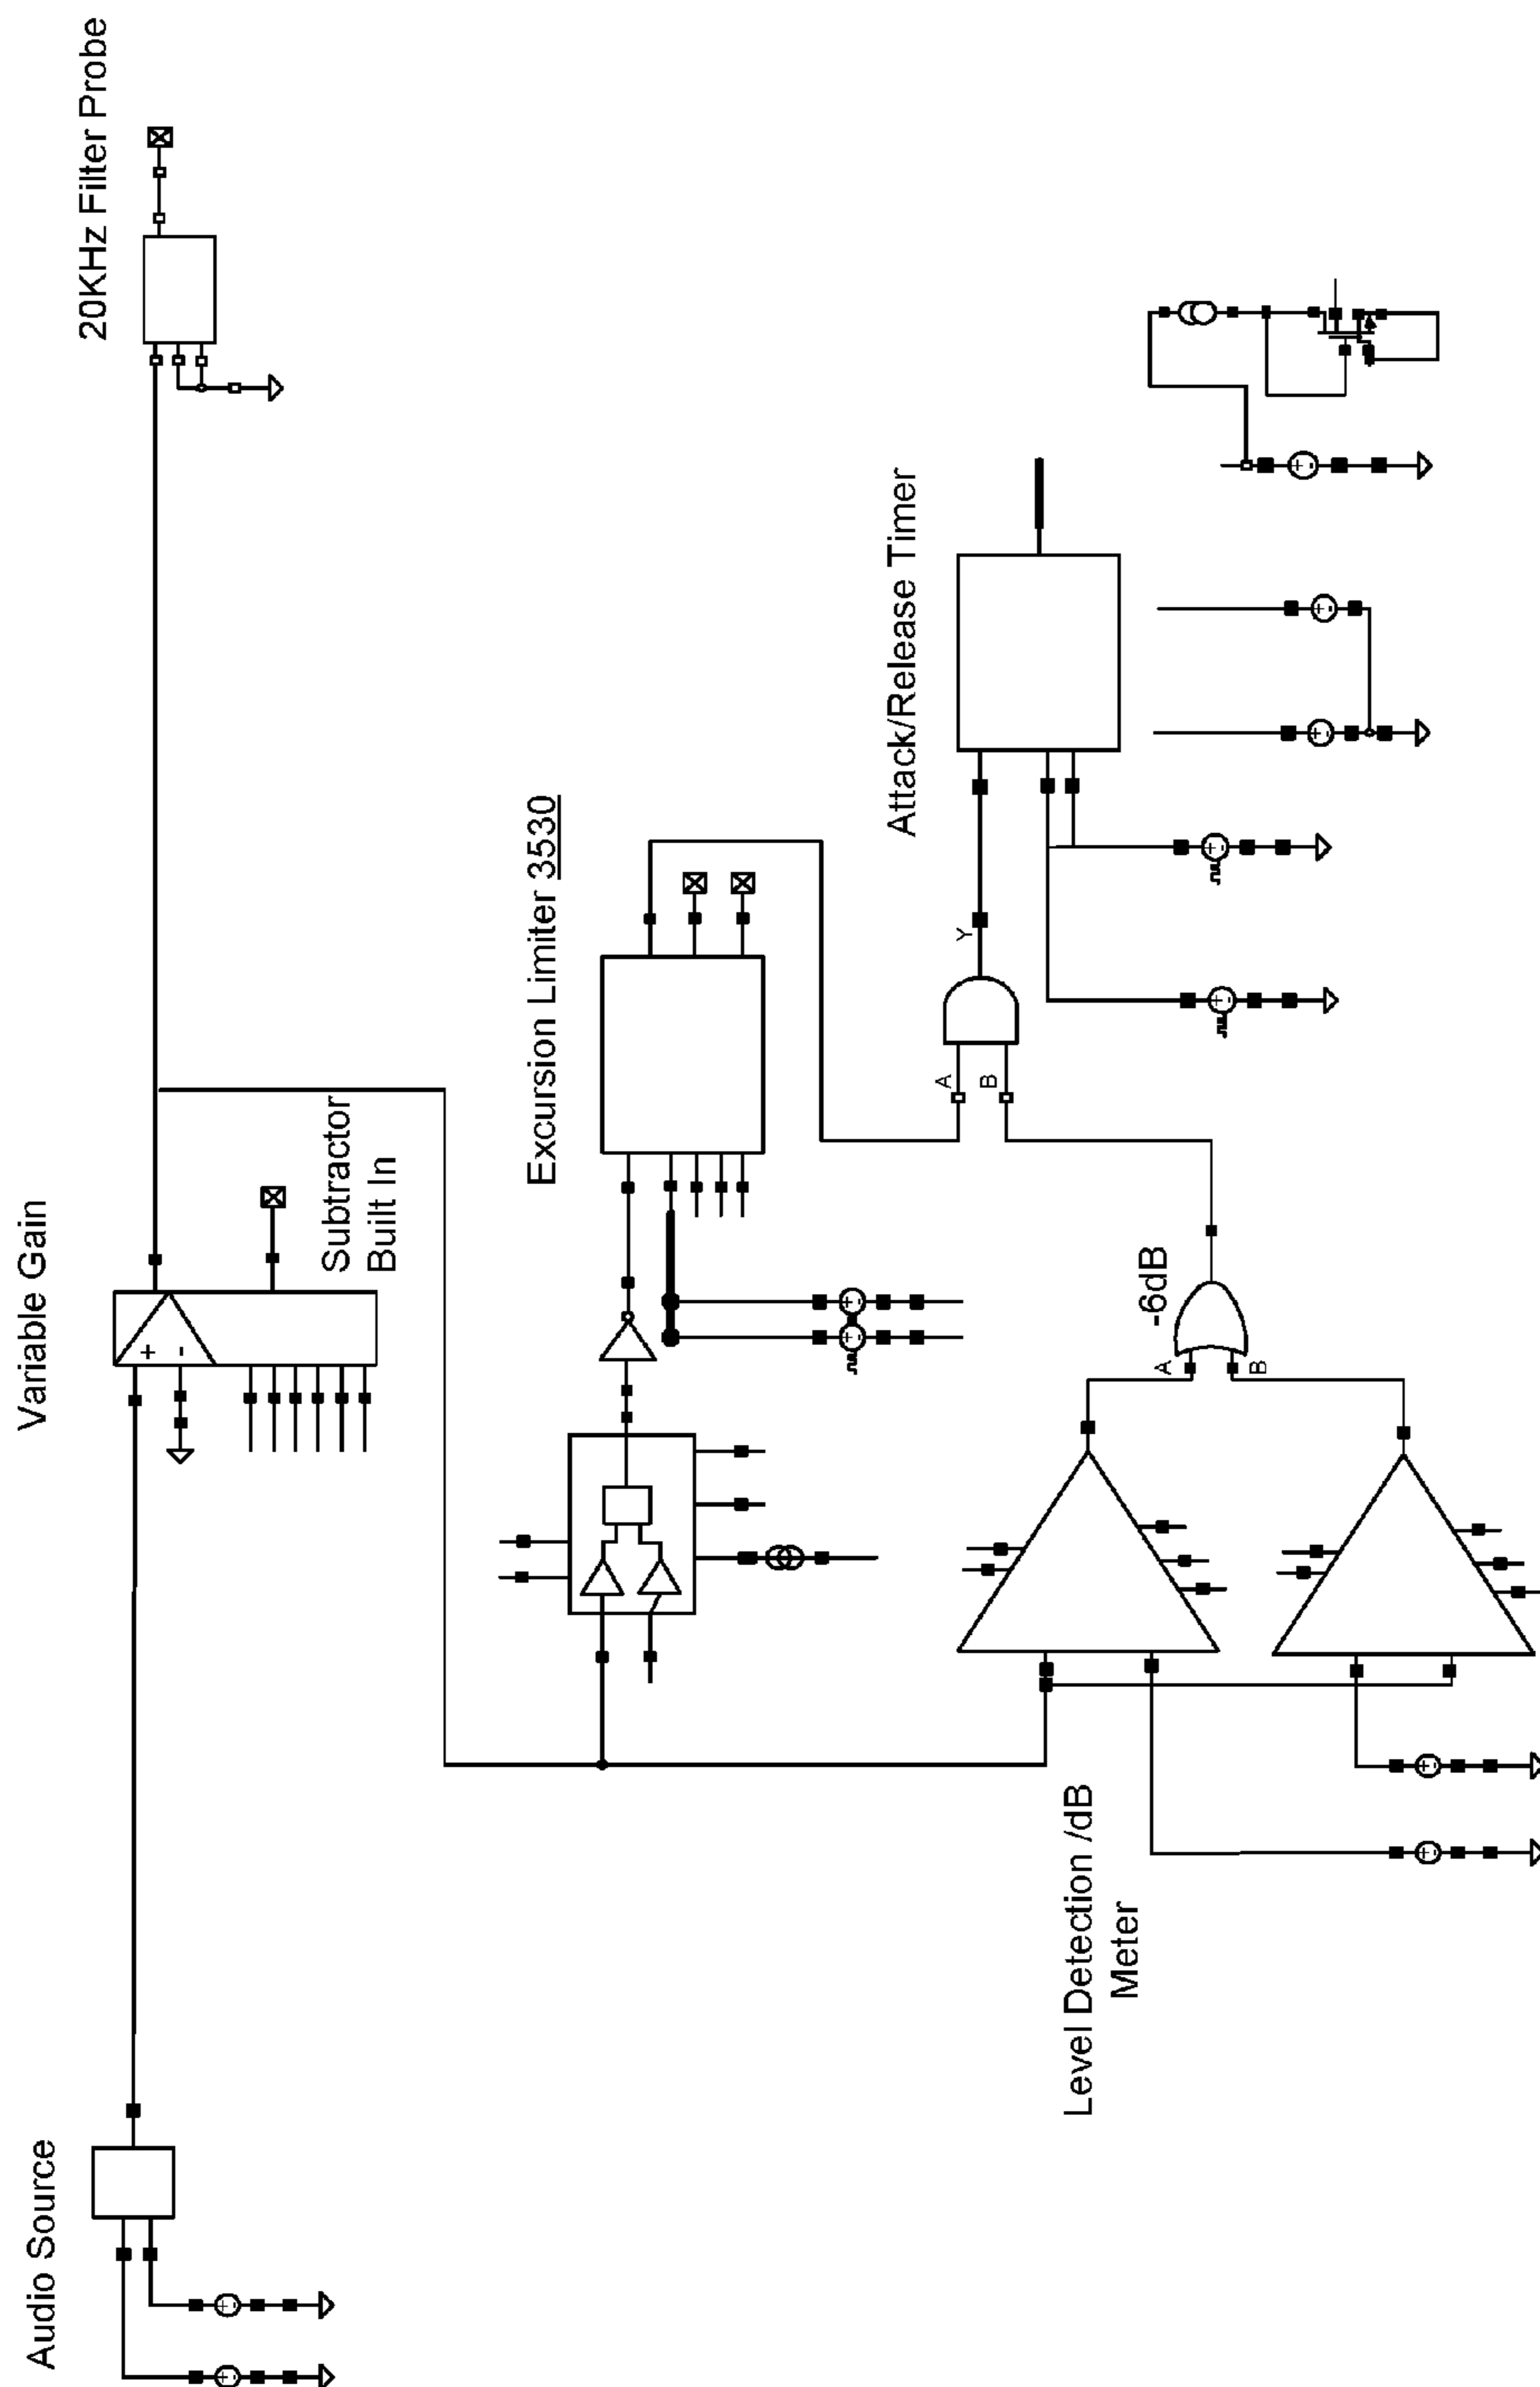 Audio Source
Variable Gain
20KHz Filter Probe
+
-
Subtractor
Built In
Excursion Limiter 3530
Attack/Release Timer
A
B
Y
-6dB
A
B
Level Detection /dB
Meter